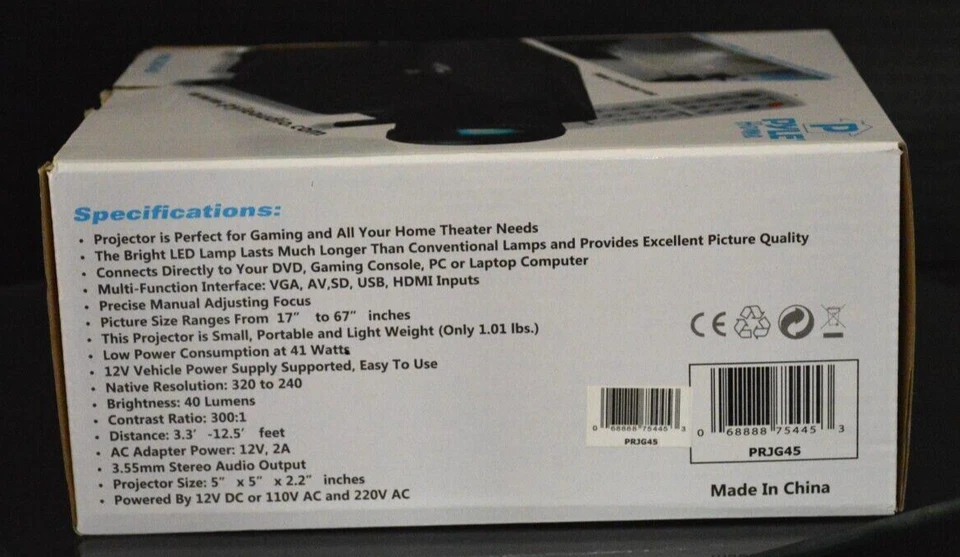 www.pyleaudio.com
P
PYLE
Specifications:
• Projector is Perfect for Gaming and All Your Home Theater Needs
• The Bright LED Lamp Lasts Much Longer Than Conventional Lamps and Provides Excellent Picture Quality
• Connects Directly to Your DVD, Gaming Console, PC or Laptop Computer
• Multi-Function Interface: VGA, AV,SD, USB, HDMI Inputs
• Precise Manual Adjusting Focus
• Picture Size Ranges From 17” to 67” inches
• This Projector is Small, Portable and Light Weight (Only 1.01 lbs.)
• Low Power Consumption at 41 Watts
• 12V Vehicle Power Supply Supported, Easy To Use
• Native Resolution: 320 to 240
• Brightness: 40 Lumens
• Contrast Ratio: 300:1
• Distance: 3.3’ -12.5’ feet
• AC Adapter Power: 12V, 2A
• 3.55mm Stereo Audio Output
• Projector Size: 5” x 5” x 2.2” inches
• Powered By 12V DC or 110V AC and 220V AC
CE
0 68888 75445 3
PRJG45
0 68888 75445 3
PRJG45
Made In China